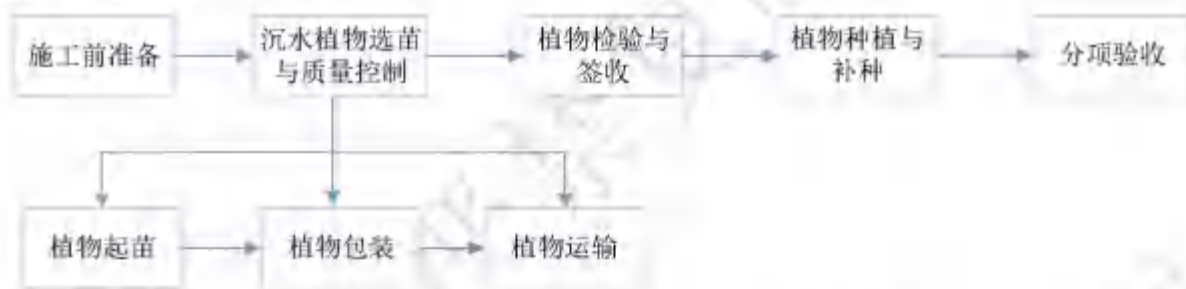 施工前准备
沉水植物选苗
与质量控制
植物检验与
签收
植物种植与
补种
分项验收
植物起苗
植物包装
植物运输